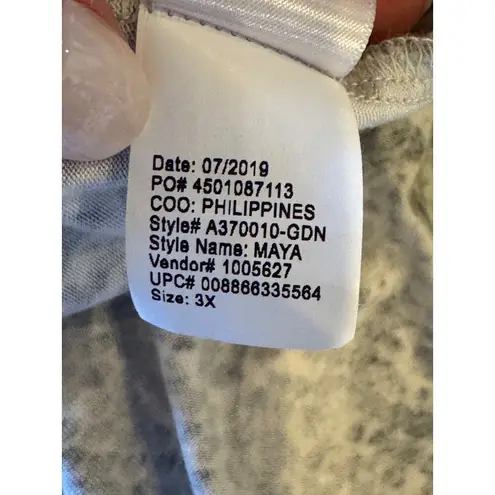 Date: 07/2019
PO# 4501087113
COO: PHILIPPINES
Style# A370010-GDN
Style Name: MAYA
Vendor# 1005627
UPC# 008866335564
Size: 3X